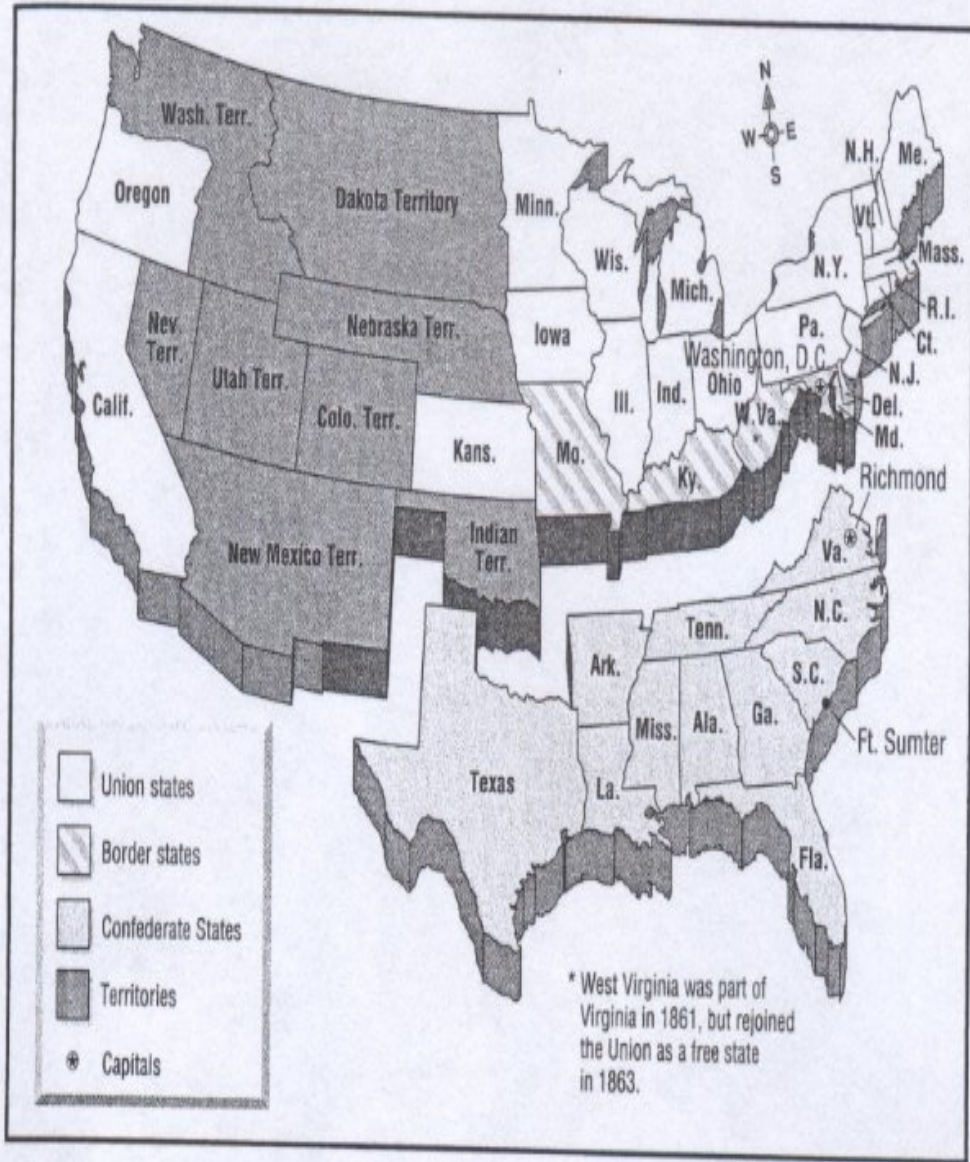 N
W
E
S
Wash. Terr.
Oregon
Dakota Territory
Minn.
N.H.
Me.
Vt.
Mass.
Wis.
N.Y.
Mich.
R.I.
Nev.
Terr.
Nebraska Terr.
Iowa
Pa.
Ct.
Washington, D.C.
N.J.
Utah Terr.
Ohio
Calif.
Colo. Terr.
Ill.
Ind.
Del.
W.Va.
*
Md.
Kans.
Mo.
Ky.
Richmond
New Mexico Terr.
Indian
Terr.
Va.
N.C.
Tenn.
Ark.
S.C.
Miss.
Ala.
Ga.
Ft. Sumter
Texas
La.
Fla.
Union states
Border states
Confederate States
Territories
Capitals
* West Virginia was part of
Virginia in 1861, but rejoined
the Union as a free state
in 1863.